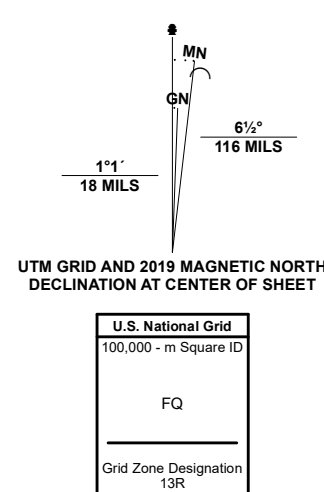 MN
GN
6½°
116 MILS
1°1´
18 MILS
UTM GRID AND 2019 MAGNETIC NORTH
DECLINATION AT CENTER OF SHEET
U.S. National Grid
100,000 - m Square ID
FQ
Grid Zone Designation
13R